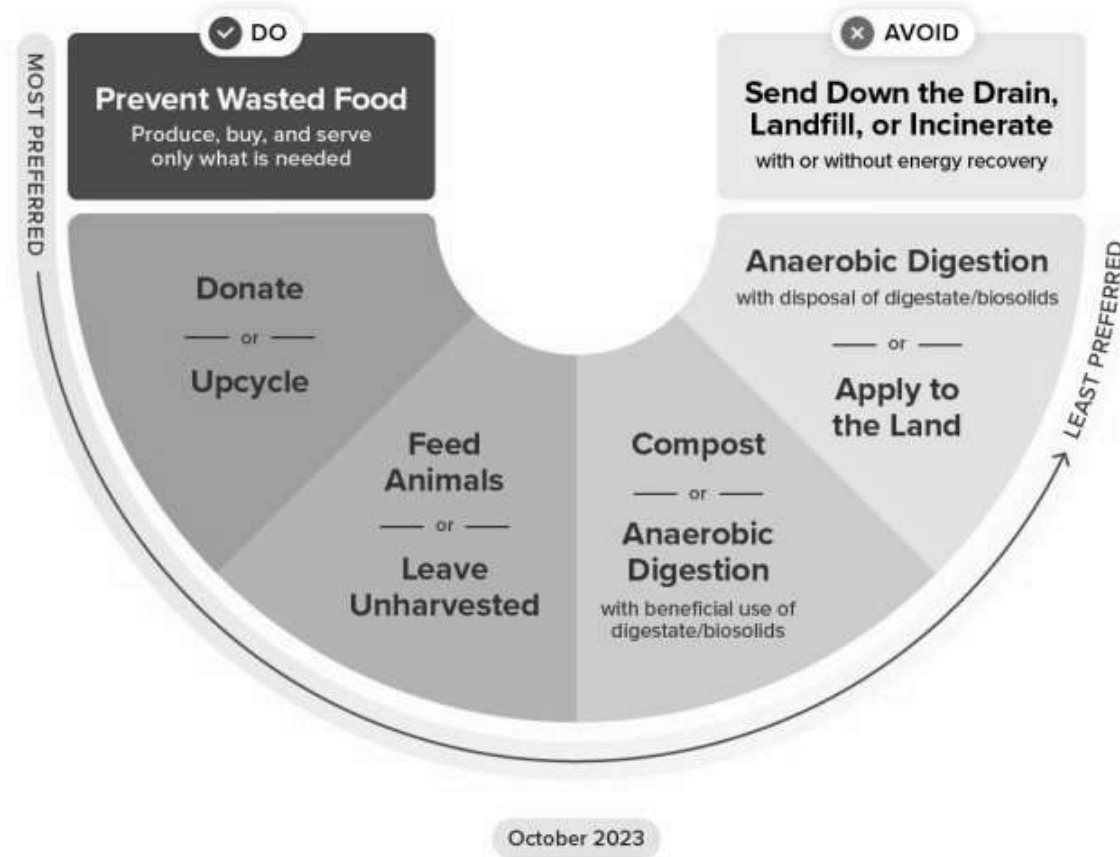 DO
Prevent Wasted Food
Produce, buy, and serve
only what is needed
AVOID
Send Down the Drain,
Landfill, or Incinerate
with or without energy recovery
MOST PREFERRED
Donate
or
Upcycle
Feed
Animals
or
Leave
Unharvested
Compost
or
Anaerobic
Digestion
with beneficial use of
digestate/biosolids
Anaerobic Digestion
with disposal of digestate/biosolids
or
Apply to
the Land
LEAST PREFERRED
October 2023